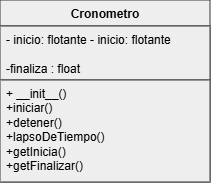 Cronometro
- inicio: flotante - inicio: flotante
-finaliza : float
+ __init__()
+iniciar()
+detener()
+lapsoDeTiempo()
+getInicia()
+getFinalizar()